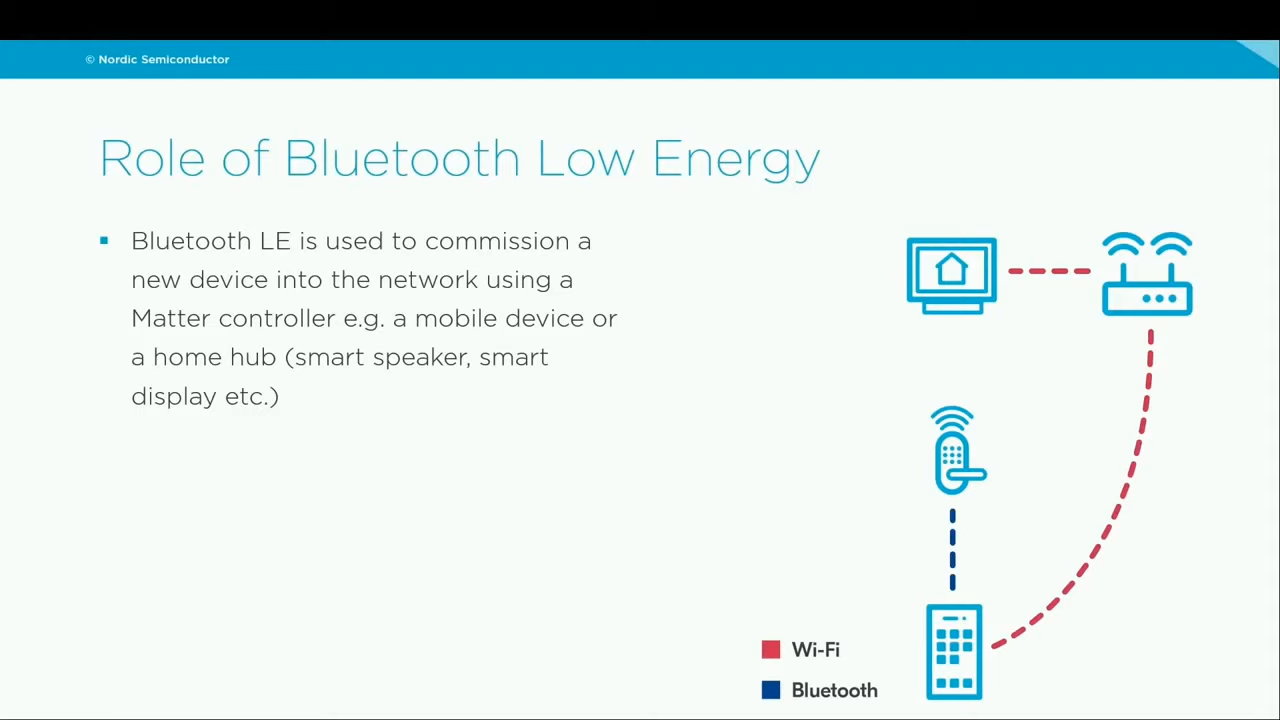 © Nordic Semiconductor
Role of Bluetooth Low Energy
Bluetooth LE is used to commission a
new device into the network using a
Matter controller e.g. a mobile device or
a home hub (smart speaker, smart
display etc.)
Wi-Fi
Bluetooth